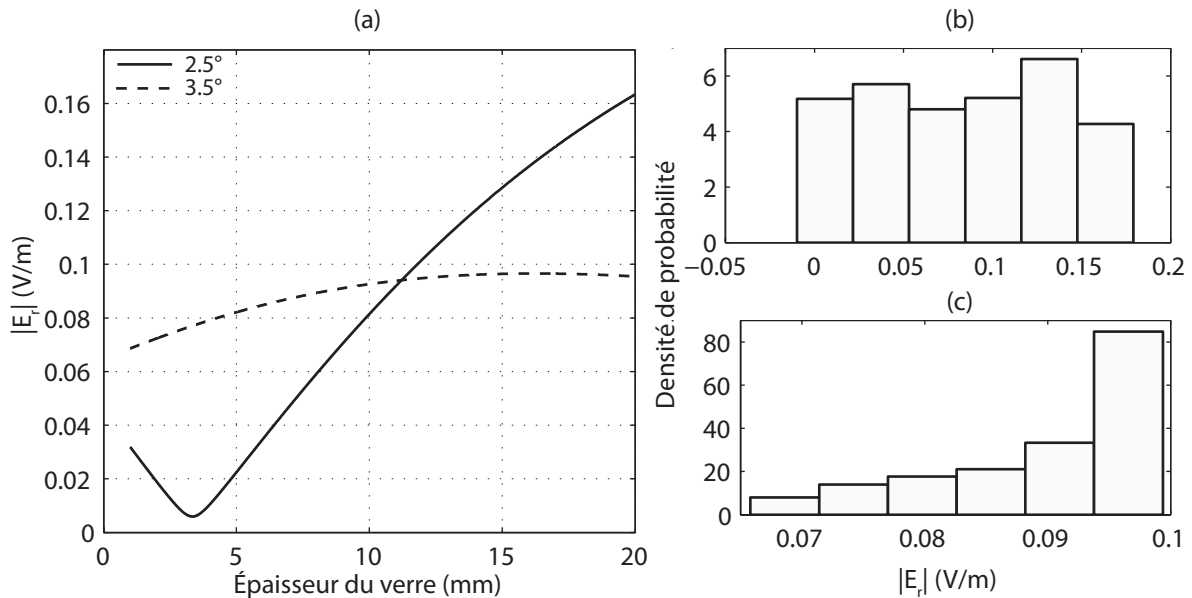 (a)
2.5°
3.5°
0.16
0.14
0.12
0.1
0.08
0.06
0.04
0.02
0
|E_r| (V/m)
0 5 10 15 20
Épaisseur du verre (mm)
(b)
6
4
2
0
−0.05 0 0.05 0.1 0.15 0.2
Densité de probabilité
(c)
80
60
40
20
0
0.07 0.08 0.09 0.1
|E_r| (V/m)